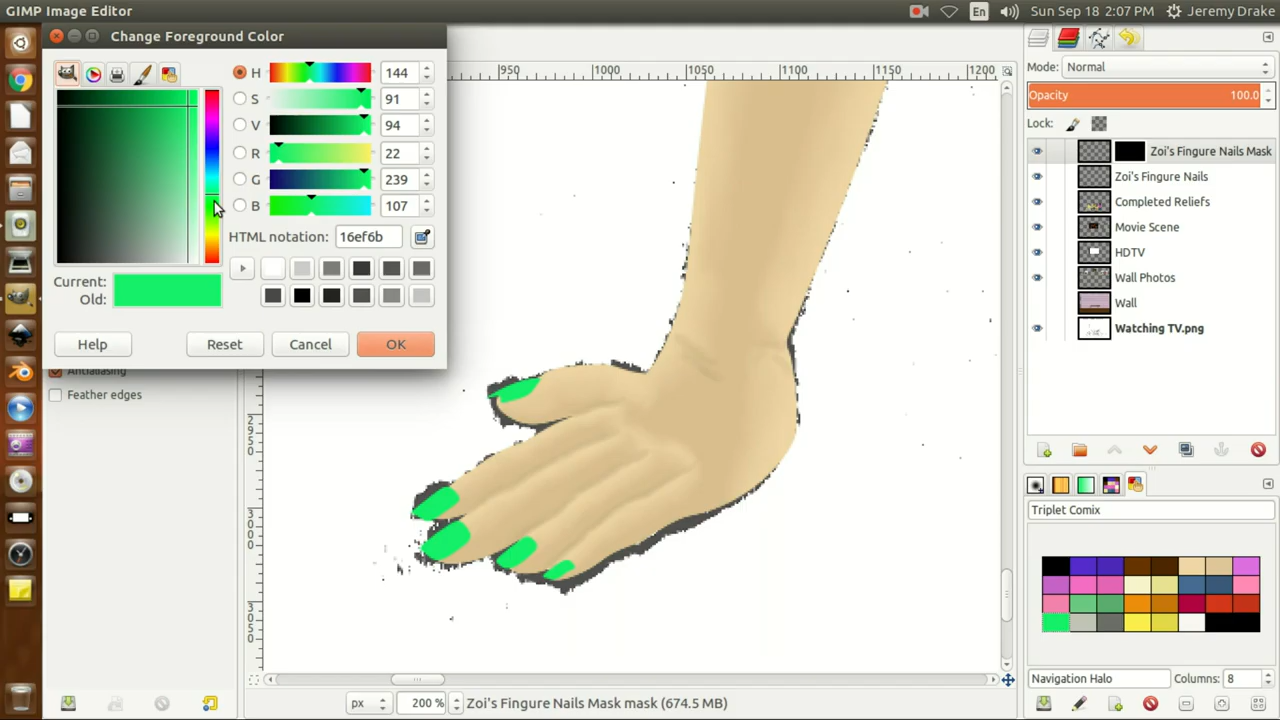 GIMP Image Editor
En
Sun Sep 18 2:07 PM
Jeremy Drake
Change Foreground Color
H 144
S 91
V 94
R 22
G 239
B 107
HTML notation: 16ef6b
Current:
Old:
Help
Reset
Cancel
OK
Antialiasing
Feather edges
950
1000
1050
1100
1150
1200
250
300
350
px
200 %
Zoi's Fingure Nails Mask mask (674.5 MB)
Mode: Normal
Opacity 100.0
Lock:
Zoi's Fingure Nails Mask
Zoi's Fingure Nails
Completed Reliefs
Movie Scene
HDTV
Wall Photos
Wall
Watching TV.png
Triplet Comix
Navigation Halo
Columns: 8